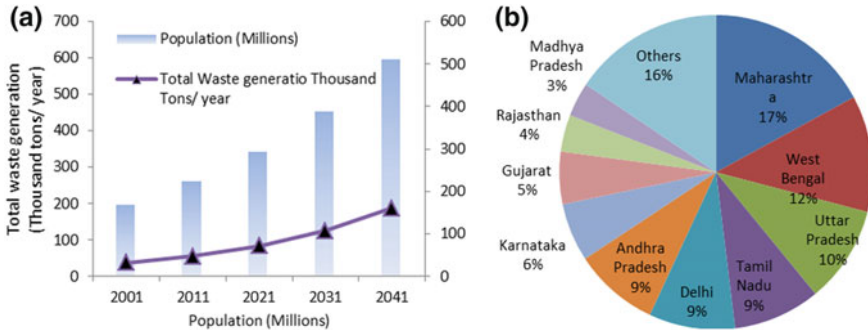 (a)
700
600
500
400
300
200
100
0
Total waste generation
(Thousand tons/ year)
Population (Millions)
Total Waste generatio Thousand
Tons/ year
600
500
400
300
200
100
0
2001 2011 2021 2031 2041
Population (Millions)
(b)
Maharashtr
a
17%
West
Bengal
12%
Uttar
Pradesh
10%
Tamil
Nadu
9%
Delhi
9%
Andhra
Pradesh
9%
Karnataka
6%
Gujarat
5%
Rajasthan
4%
Madhya
Pradesh
3%
Others
16%